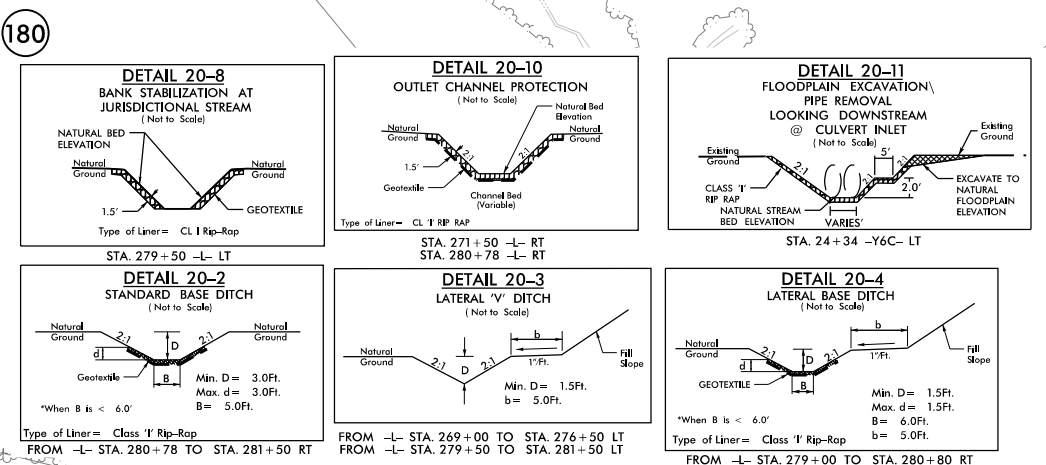 180
DETAIL 20–8
BANK STABILIZATION AT
JURISDICTIONAL STREAM
(Not to Scale)
NATURAL BED
ELEVATION
Natural
Ground
Natural
Ground
1.5'
GEOTEXTILE
Type of Liner= CL I Rip–Rap
STA. 279+50 –L– LT
DETAIL 20–10
OUTLET CHANNEL PROTECTION
(Not to Scale)
Natural Bed
Elevation
Natural
Ground
Natural
Ground
2:1
2:1
1.5'
Geotextile
Channel Bed
(Variable)
Type of Liner= CL 'I' RIP RAP
STA. 271+50 –L– RT
STA. 280+78 –L– RT
DETAIL 20–11
FLOODPLAIN EXCAVATION\
PIPE REMOVAL
LOOKING DOWNSTREAM
@ CULVERT INLET
(Not to Scale)
Existing
Ground
Existing
Ground
5'
2:1
2:1
2:1
2.0'
CLASS 'I'
RIP RAP
NATURAL STREAM
BED ELEVATION
VARIES'
EXCAVATE TO
NATURAL
FLOODPLAIN
ELEVATION
STA. 24+34 –Y6C– LT
DETAIL 20–2
STANDARD BASE DITCH
(Not to Scale)
Natural
Ground
Natural
Ground
2:1
2:1
D
d
Geotextile
B
Min. D= 3.0Ft.
Max. d= 3.0Ft.
B= 5.0Ft.
*When B is < 6.0'
Type of Liner= Class 'I' Rip–Rap
FROM –L– STA. 280+78 TO STA. 281+50 RT
DETAIL 20–3
LATERAL 'V' DITCH
(Not to Scale)
Natural
Ground
2:1
2:1
D
b
1"/Ft.
Fill
Slope
Min. D= 1.5Ft.
b= 5.0Ft.
FROM –L– STA. 269+00 TO STA. 276+50 LT
FROM –L– STA. 279+50 TO STA. 281+50 LT
DETAIL 20–4
LATERAL BASE DITCH
(Not to Scale)
Natural
Ground
2:1
2:1
D
d
b
1"/Ft.
Fill
Slope
GEOTEXTILE
B
Min. D= 1.5Ft.
Max. d= 1.5Ft.
B= 6.0Ft.
b= 5.0Ft.
*When B is < 6.0'
Type of Liner= Class 'I' Rip–Rap
FROM –L– STA. 279+00 TO STA. 280+80 RT